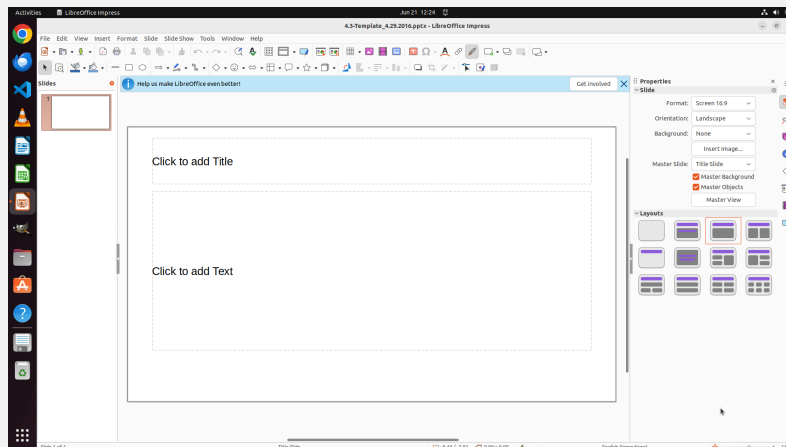 Activities LibreOffice Impress Jun 21 12:24
4.3-Template_4.29.2016.pptx - LibreOffice Impress
File Edit View Insert Format Slide Slide Show Tools Window Help
Slides
Help us make LibreOffice even better! Get involved
1
Click to add Title
Click to add Text
Properties
Slide
Format: Screen 16:9
Orientation: Landscape
Background: None
Insert Image...
Master Slide: Title Slide
Master Background
Master Objects
Master View
Layouts